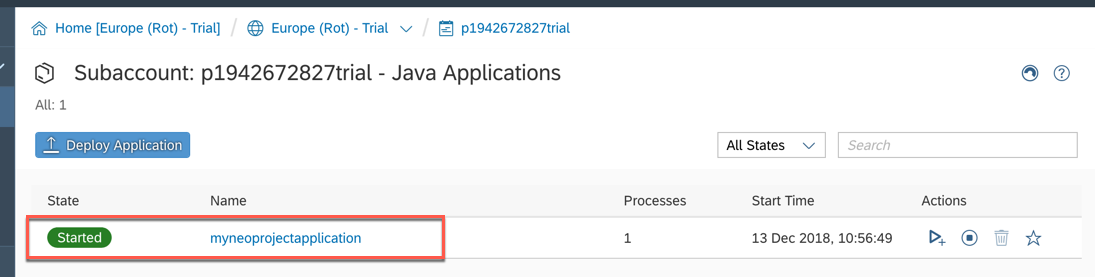 Home [Europe (Rot) - Trial] / Europe (Rot) - Trial / p1942672827trial
Subaccount: p1942672827trial - Java Applications
All: 1
Deploy Application All States Search
State Name Processes Start Time Actions
Started myneoprojectapplication 1 13 Dec 2018, 10:56:49